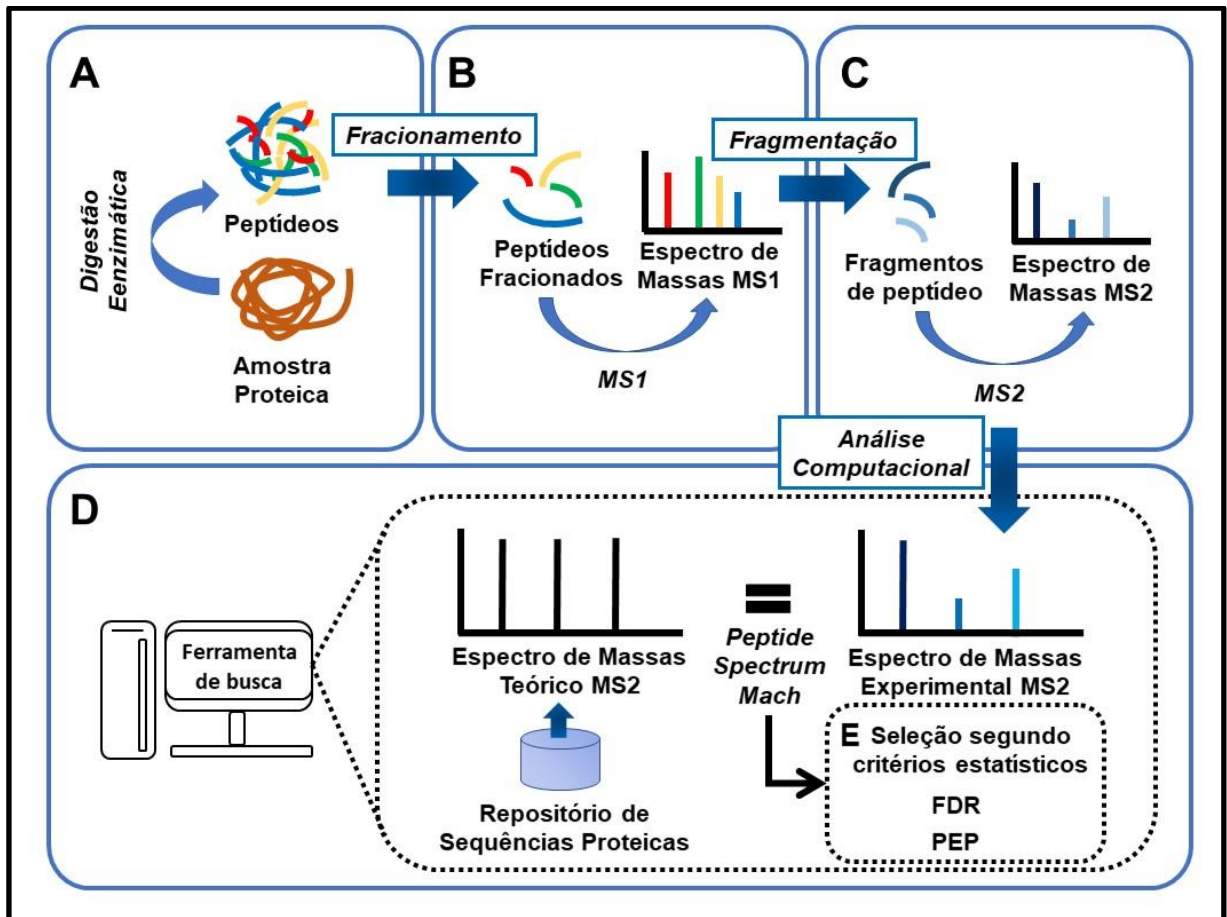 A
Digestão
Eenzimática
Peptídeos
Amostra
Proteica
Fracionamento
B
Peptídeos
Fracionados
Espectro de
Massas MS1
MS1
Fragmentação
C
Fragmentos
de peptídeo
Espectro de
Massas MS2
MS2
Análise
Computacional
D
Ferramenta
de busca
Espectro de Massas
Teórico MS2
Repositório de
Sequências Proteicas
=
Peptide
Spectrum
Mach
Espectro de Massas
Experimental MS2
E Seleção segundo
critérios estatísticos
FDR
PEP